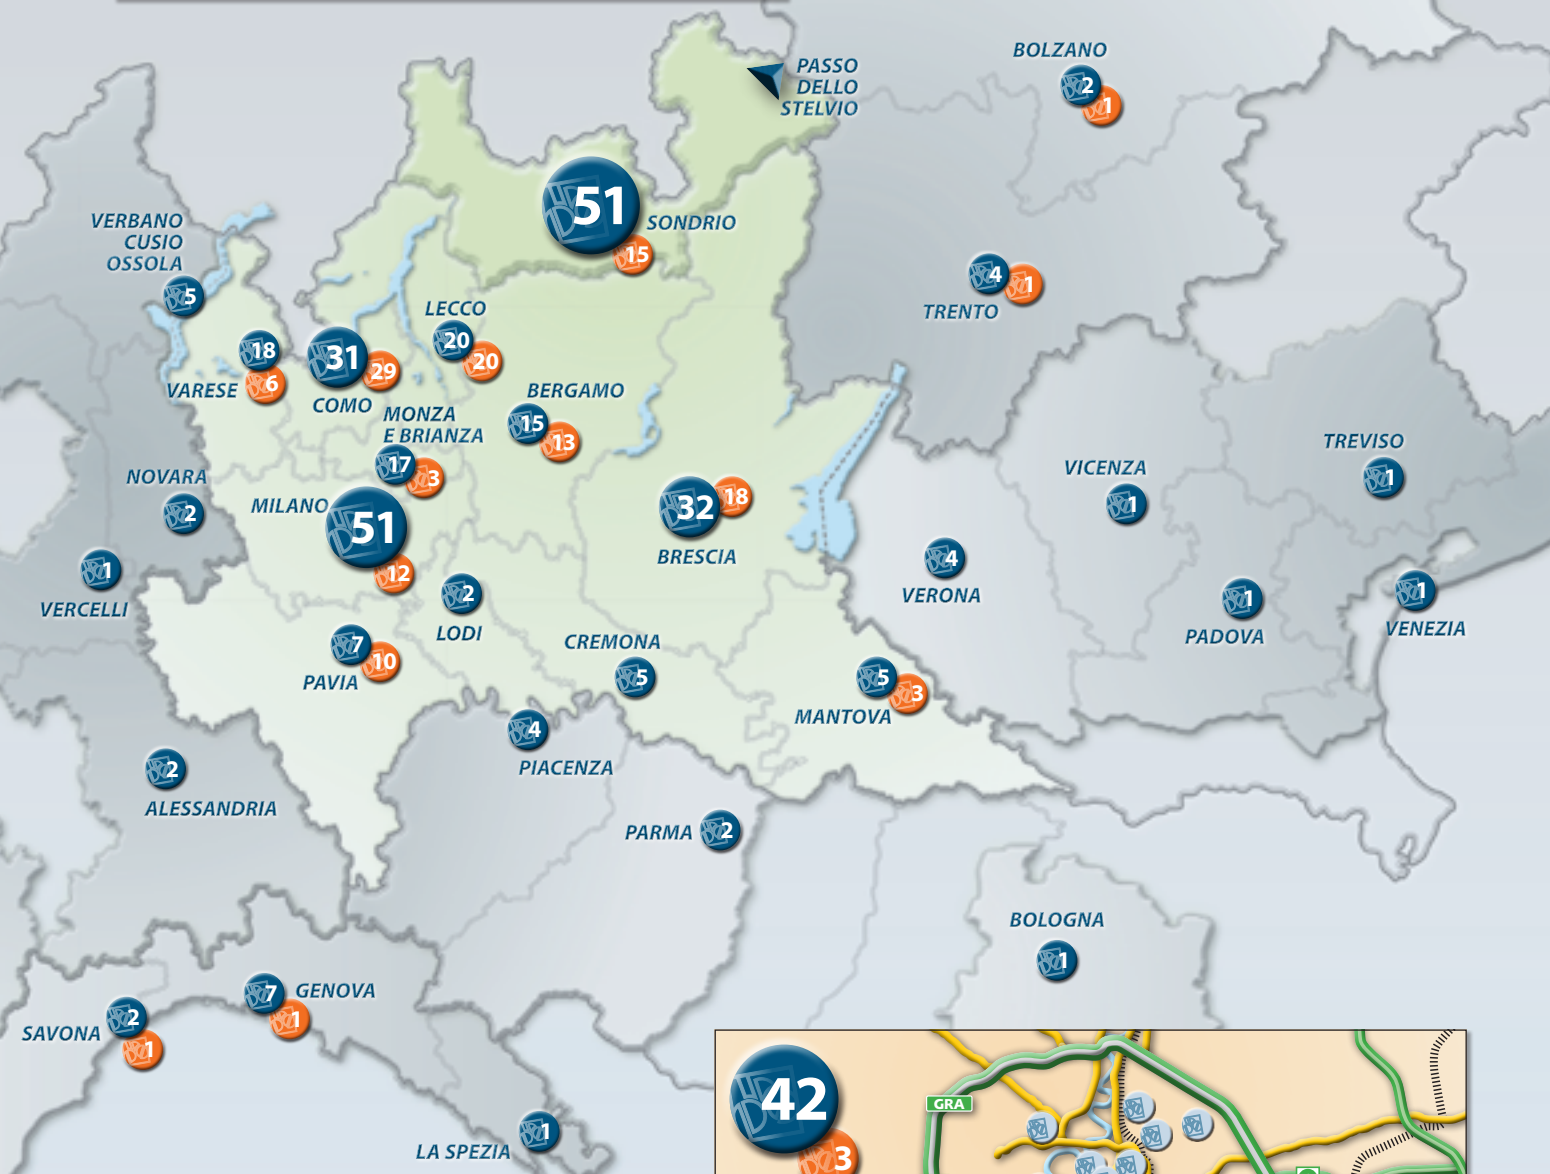 BOLZANO
2
1
PASSO
DELLO
STELVIO
51
SONDRIO
15
VERBANO
CUSIO
OSSOLA
5
4
1
TRENTO
LECCO
20
20
18
6
VARESE
31
29
COMO
BERGAMO
15
13
MONZA
E BRIANZA
17
3
TREVISO
1
VICENZA
1
NOVARA
2
MILANO
51
12
32
18
BRESCIA
4
VERONA
1
VERCELLI
2
LODI
1
PADOVA
1
VENEZIA
7
10
PAVIA
CREMONA
5
5
3
MANTOVA
4
PIACENZA
2
ALESSANDRIA
PARMA
2
BOLOGNA
1
7
GENOVA
1
SAVONA
2
1
LA SPEZIA
1
42
3
GRA